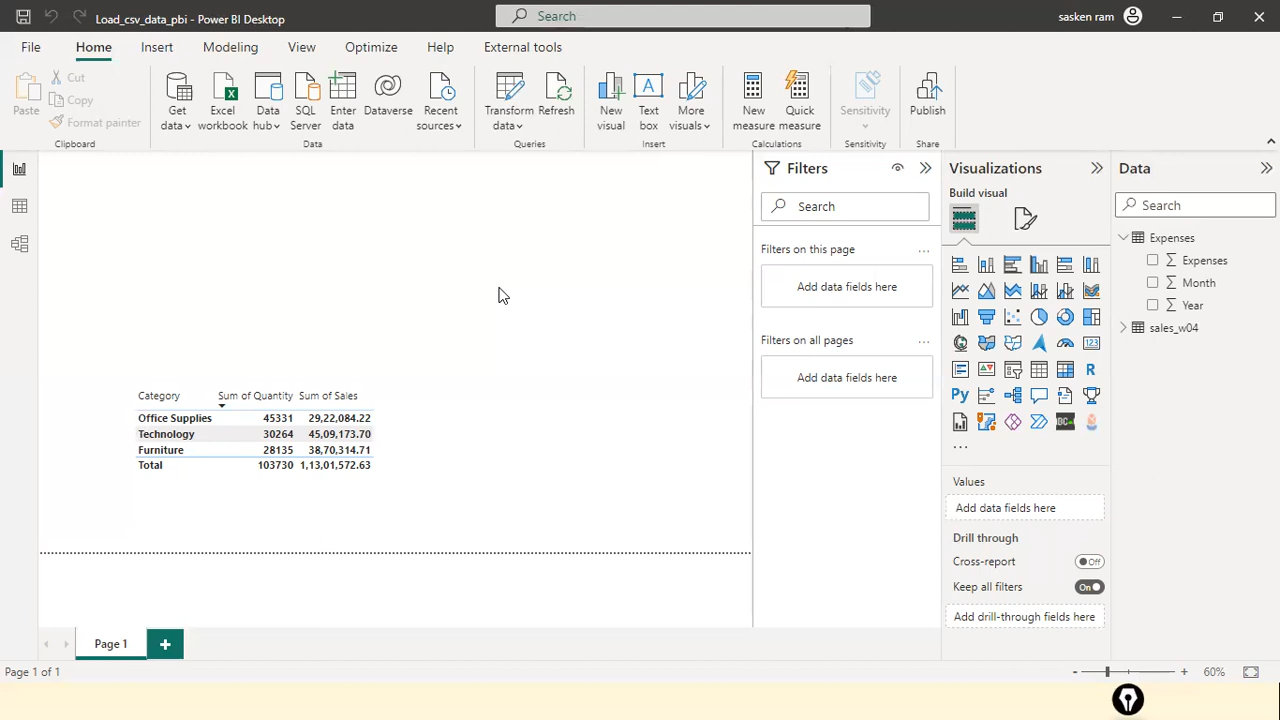 Load_csv_data_pbi - Power BI Desktop
Search
sasken ram
File Home Insert Modeling View Optimize Help External tools
Paste
Cut
Copy
Format painter
Clipboard
Get data
Excel workbook
Data hub
SQL Server
Enter data
Dataverse
Recent sources
Data
Transform data
Refresh
Queries
New visual
Text box
More visuals
Insert
New measure
Quick measure
Calculations
Sensitivity
Sensitivity
Publish
Share
Category Sum of Quantity Sum of Sales
Office Supplies 45331 29,22,084.22
Technology 30264 45,09,173.70
Furniture 28135 38,70,314.71
Total 103730 1,13,01,572.63
Filters
Search
Filters on this page ...
Add data fields here
Filters on all pages ...
Add data fields here
Visualizations
Build visual
123
R
Py
BC
...
Values
Add data fields here
Drill through
Cross-report Off
Keep all filters On
Add drill-through fields here
Data
Search
Expenses
Σ Expenses
Σ Month
Σ Year
sales_w04
Page 1
+
Page 1 of 1
- + 60%